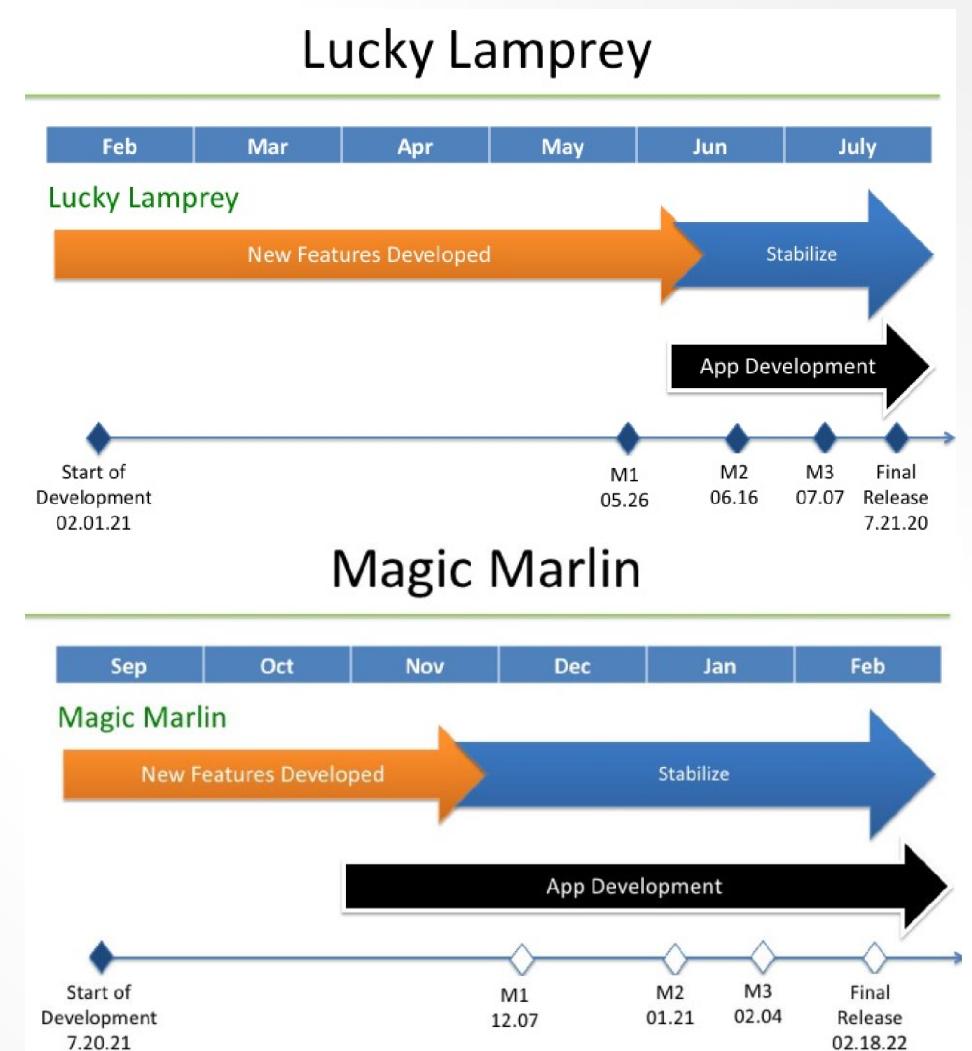 Lucky Lamprey
Feb Mar Apr May Jun July
Lucky Lamprey
New Features Developed Stabilize
App Development
Start of
Development
02.01.21
M1
05.26
M2
06.16
M3
07.07
Final
Release
7.21.20
Magic Marlin
Sep Oct Nov Dec Jan Feb
Magic Marlin
New Features Developed Stabilize
App Development
Start of
Development
7.20.21
M1
12.07
M2
01.21
M3
02.04
Final
Release
02.18.22